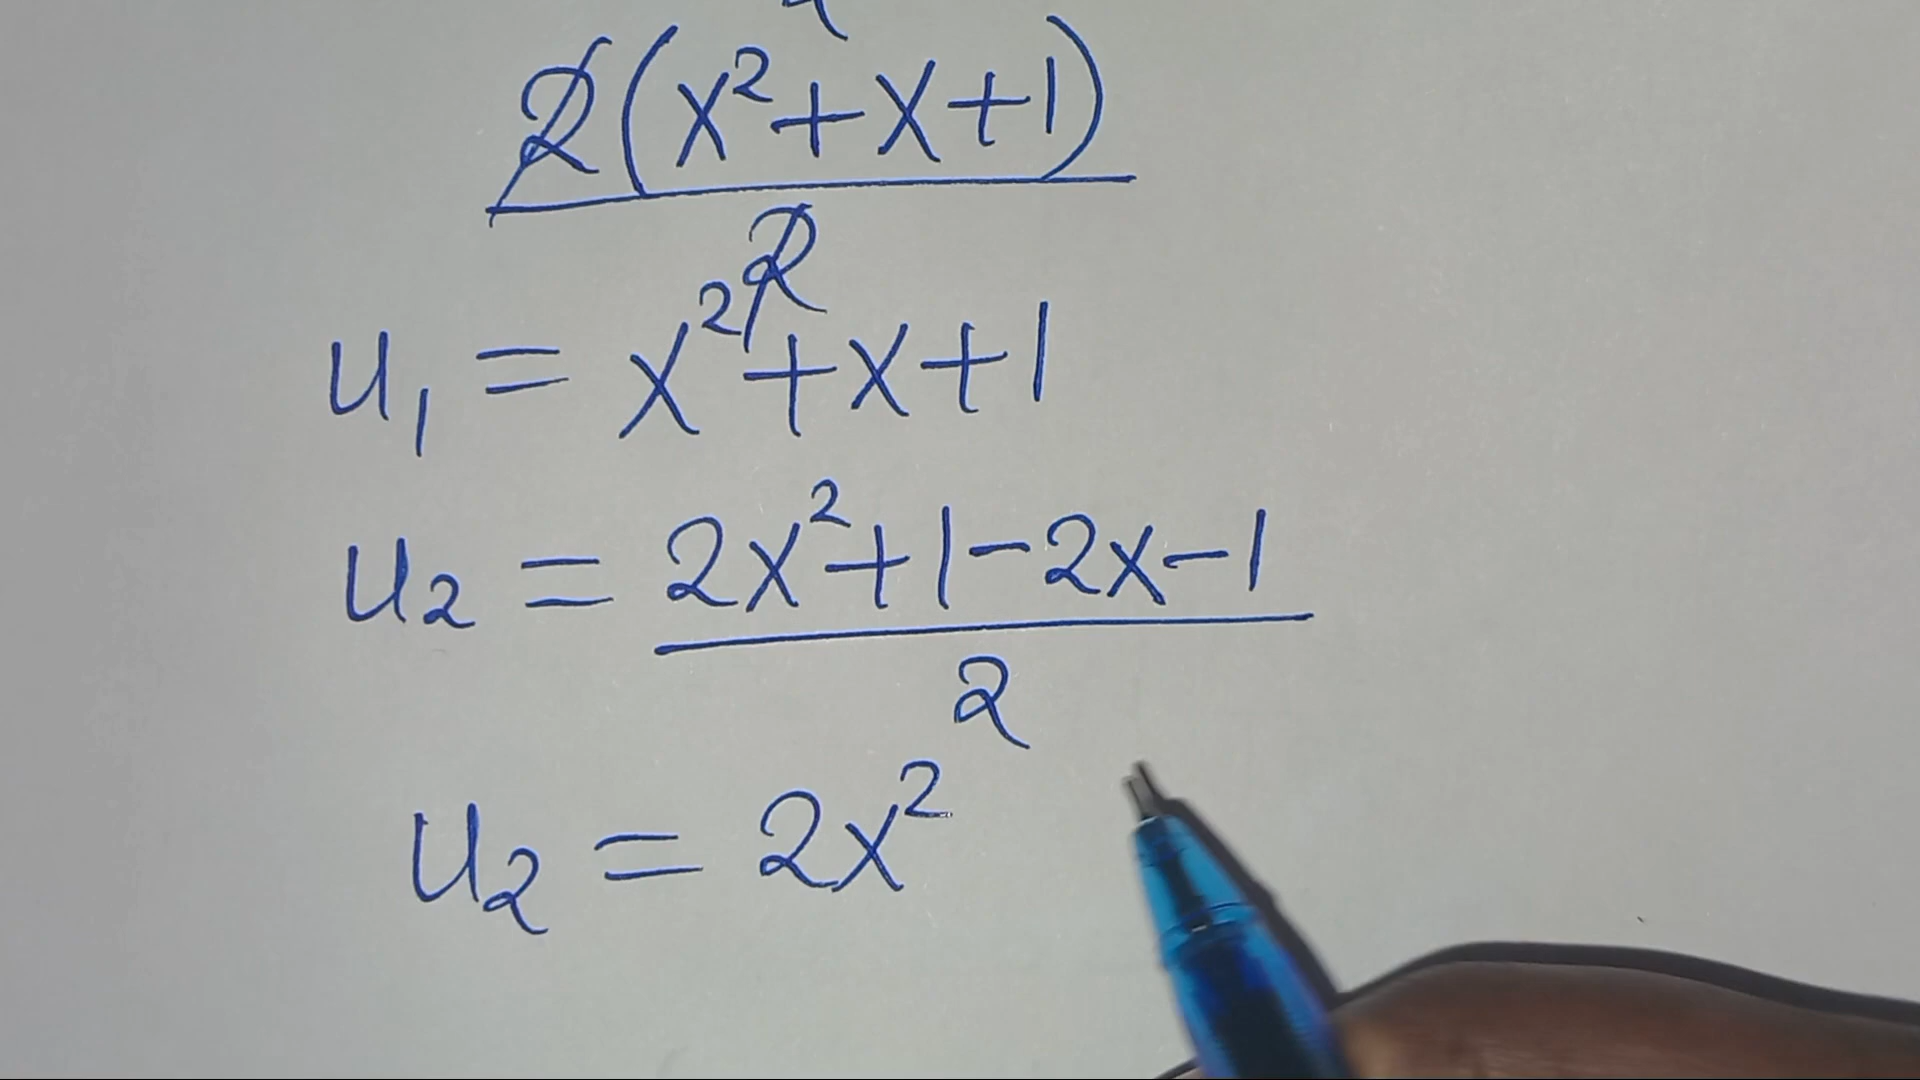 2(x²+x+1)
2
u₁ = x²+x+1
u₂ = 2x²+1-2x-1
2
u₂ = 2x²